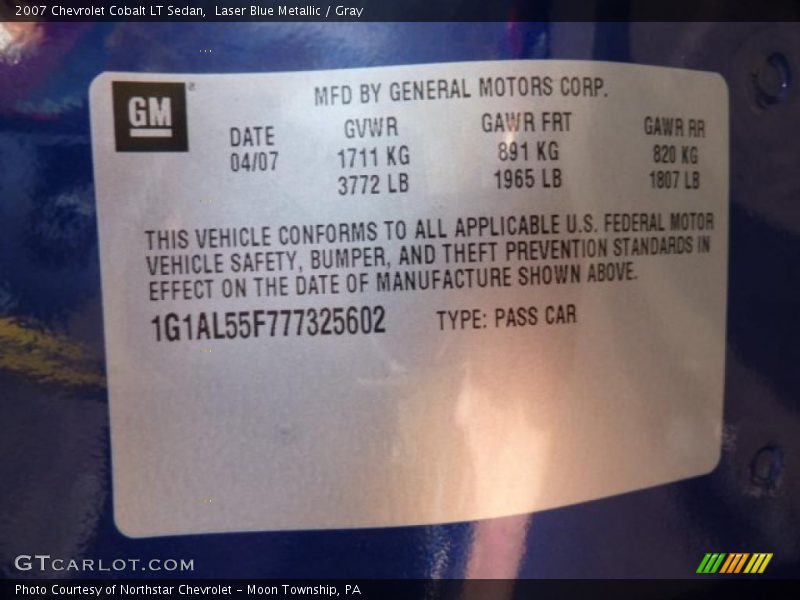 2007 Chevrolet Cobalt LT Sedan,  Laser Blue Metallic / Gray
GM
MFD BY GENERAL MOTORS CORP.
DATE GVWR GAWR FRT GAWR RR
04/07 1711 KG 891 KG 820 KG
3772 LB 1965 LB 1807 LB
THIS VEHICLE CONFORMS TO ALL APPLICABLE U.S. FEDERAL MOTOR
VEHICLE SAFETY, BUMPER, AND THEFT PREVENTION STANDARDS IN
EFFECT ON THE DATE OF MANUFACTURE SHOWN ABOVE.
1G1AL55F777325602 TYPE: PASS CAR
GTCARLOT.COM
Photo Courtesy of Northstar Chevrolet - Moon Township, PA